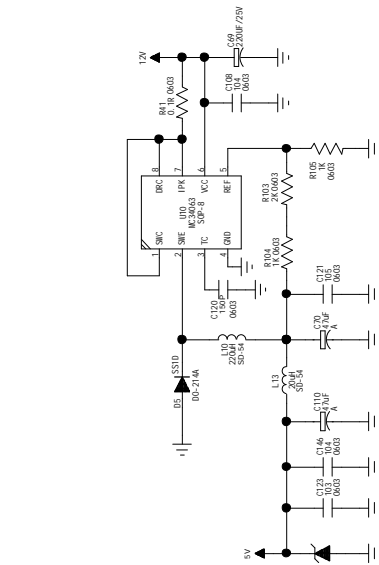 12V
C69
220UF/25V
C108
104
0603
R41
0.1R 0603
8
7
6
5
DRC
IPK
VCC
REF
U10
MC34063
SOP-8
SWC
SWE
TC
GND
1
2
3
4
R105
1K
0603
R103
2K 0603
R104
1K 0603
C120
150P
0603
C121
105
0603
L10
220uH
SD-54
C70
47uF
A
SS1D
D5
DO-214A
L13
20uH
SD-54
C110
47uF
A
C146
104
0603
C123
103
0603
5V